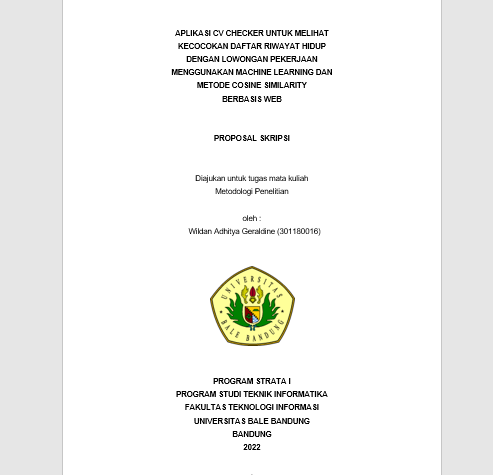 APLIKASI CV CHECKER UNTUK MELIHAT
KECOCOKAN DAFTAR RIWAYAT HIDUP
DENGAN LOWONGAN PEKERJAAN
MENGGUNAKAN MACHINE LEARNING DAN
METODE COSINE SIMILARITY
BERBASIS WEB
PROPOSAL SKRIPSI
Diajukan untuk tugas mata kuliah
Metodologi Penelitian
oleh :
Wildan Adhitya Geraldine (301180016)
UNIVERSITAS
BALE BANDUNG
PROGRAM STRATA I
PROGRAM STUDI TEKNIK INFORMATIKA
FAKULTAS TEKNOLOGI INFORMASI
UNIVERSITAS BALE BANDUNG
BANDUNG
2022